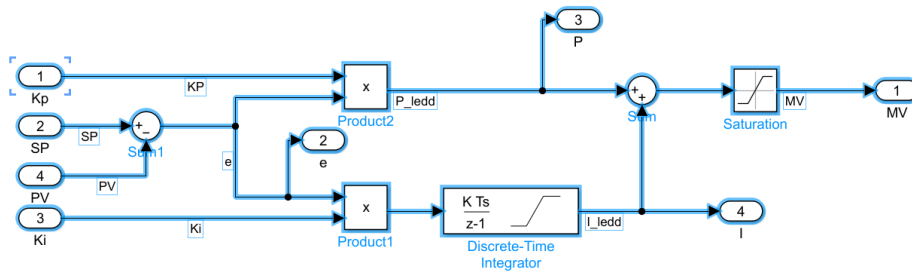 3
P
1
Kp
KP
x
P_ledd
Product2
+
+
Sum
Saturation
MV
1
MV
2
SP
SP
+
−
Sum1
2
e
e
4
PV
PV
3
Ki
Ki
x
Product1
K Ts
z-1
Discrete-Time
Integrator
I_ledd
4
I